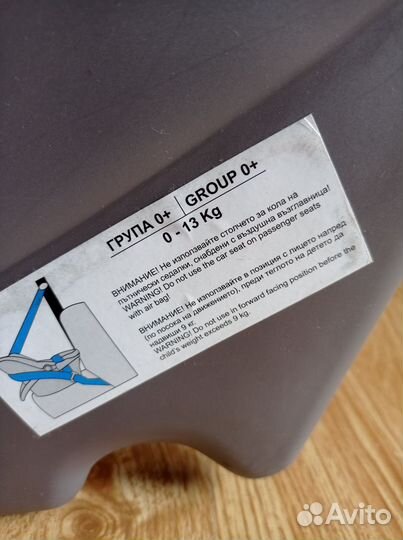 ГРУПА 0+ | GROUP 0+
0 - 13 Kg
ВНИМАНИЕ! Не използвайте столчето за кола на
пътнически седалки, снабдени с въздушна възглавница!
WARNING! Do not use the car seat on passenger seats
with air bag!
ВНИМАНИЕ! Не използвайте в позиция с лицето напред
(по посока на движението), преди теглото на детето да
надвиши 9 кг.
WARNING! Do not use in forward facing position before the
child's weight exceeds 9 kg.
Avito